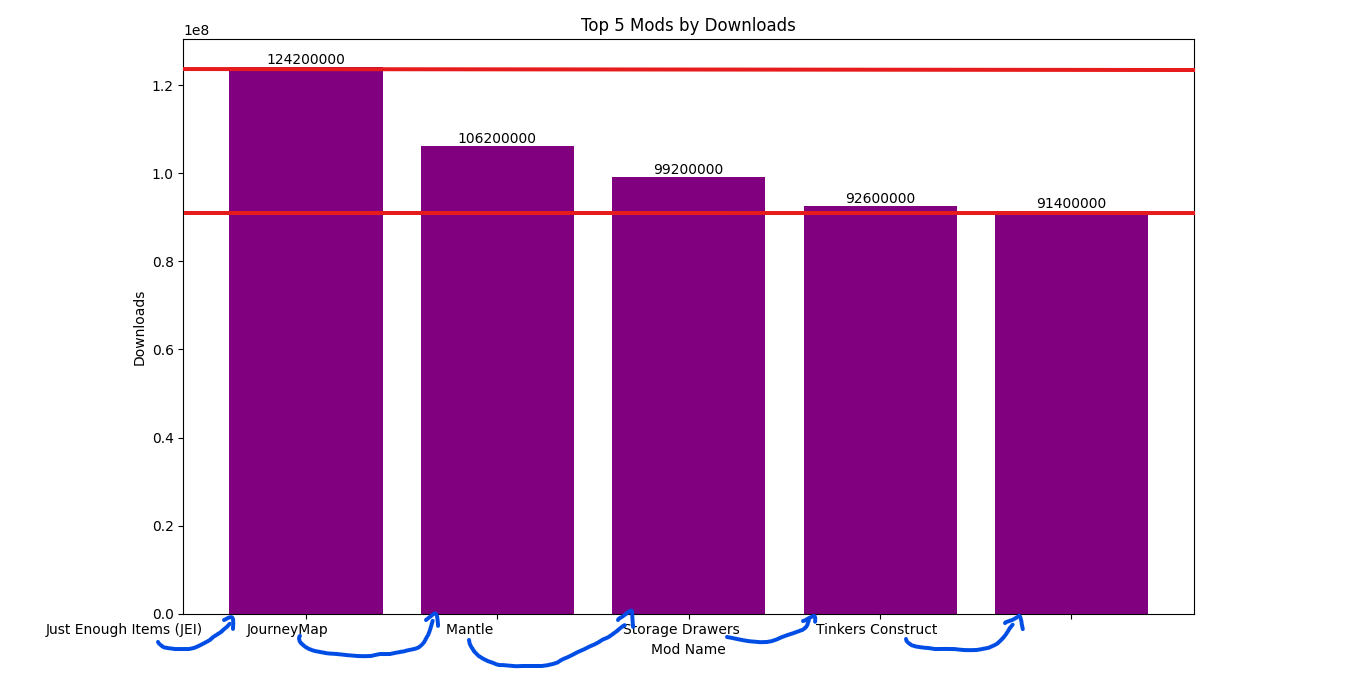 Top 5 Mods by Downloads
1e8
124200000
1.2
106200000
1.0
99200000
92600000
91400000
0.8
Downloads
0.6
0.4
0.2
0.0
Just Enough Items (JEI) JourneyMap Mantle Storage Drawers Tinkers Construct
Mod Name